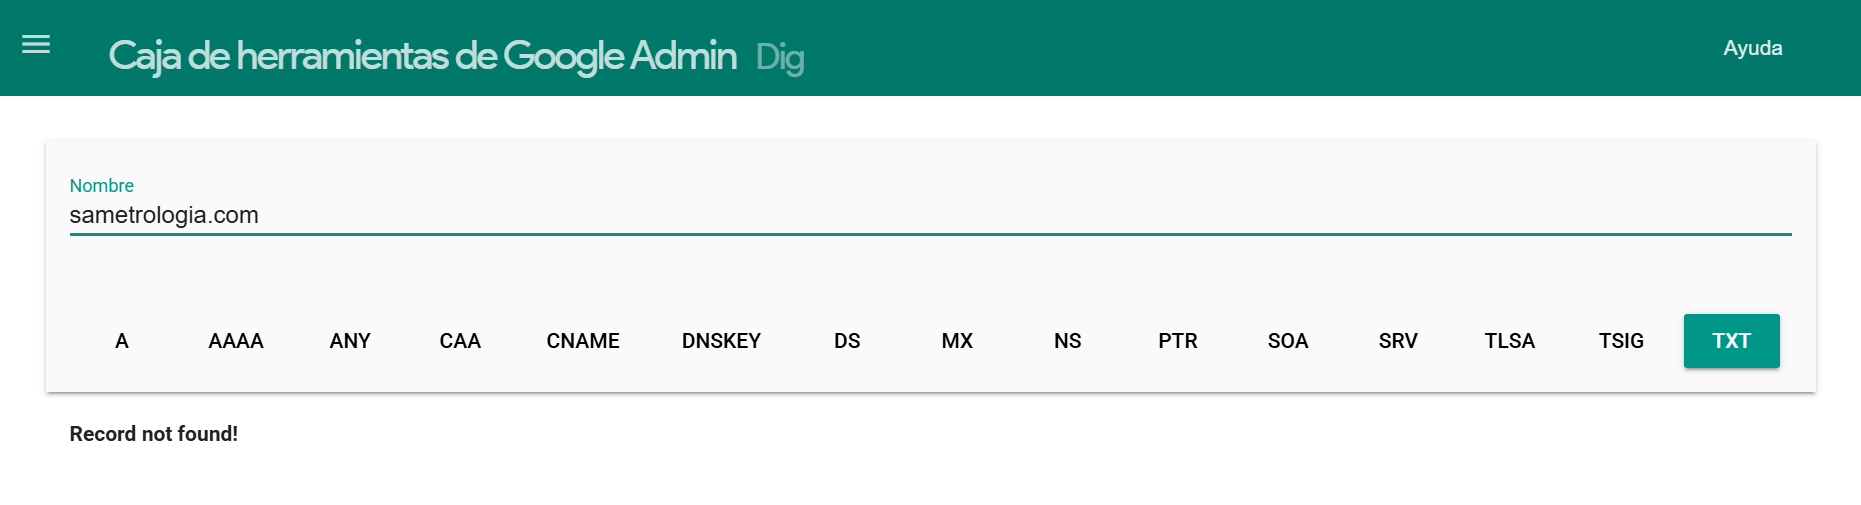 Caja de herramientas de Google Admin Dig Ayuda
Nombre
sametrologia.com
A AAAA ANY CAA CNAME DNSKEY DS MX NS PTR SOA SRV TLSA TSIG TXT
Record not found!